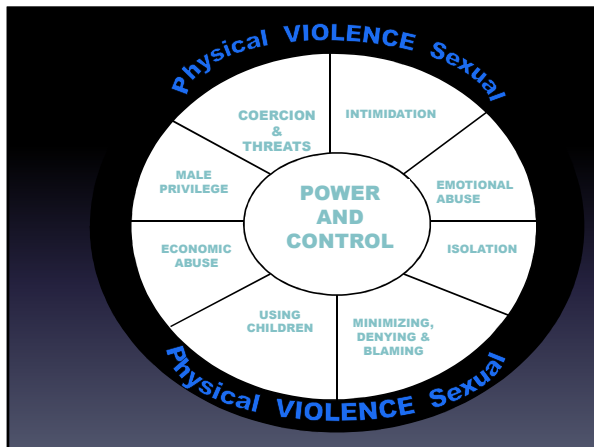 Physical VIOLENCE Sexual
COERCION
&
THREATS
INTIMIDATION
MALE
PRIVILEGE
POWER
AND
CONTROL
EMOTIONAL
ABUSE
ECONOMIC
ABUSE
ISOLATION
USING
CHILDREN
MINIMIZING,
DENYING &
BLAMING
Physical VIOLENCE Sexual